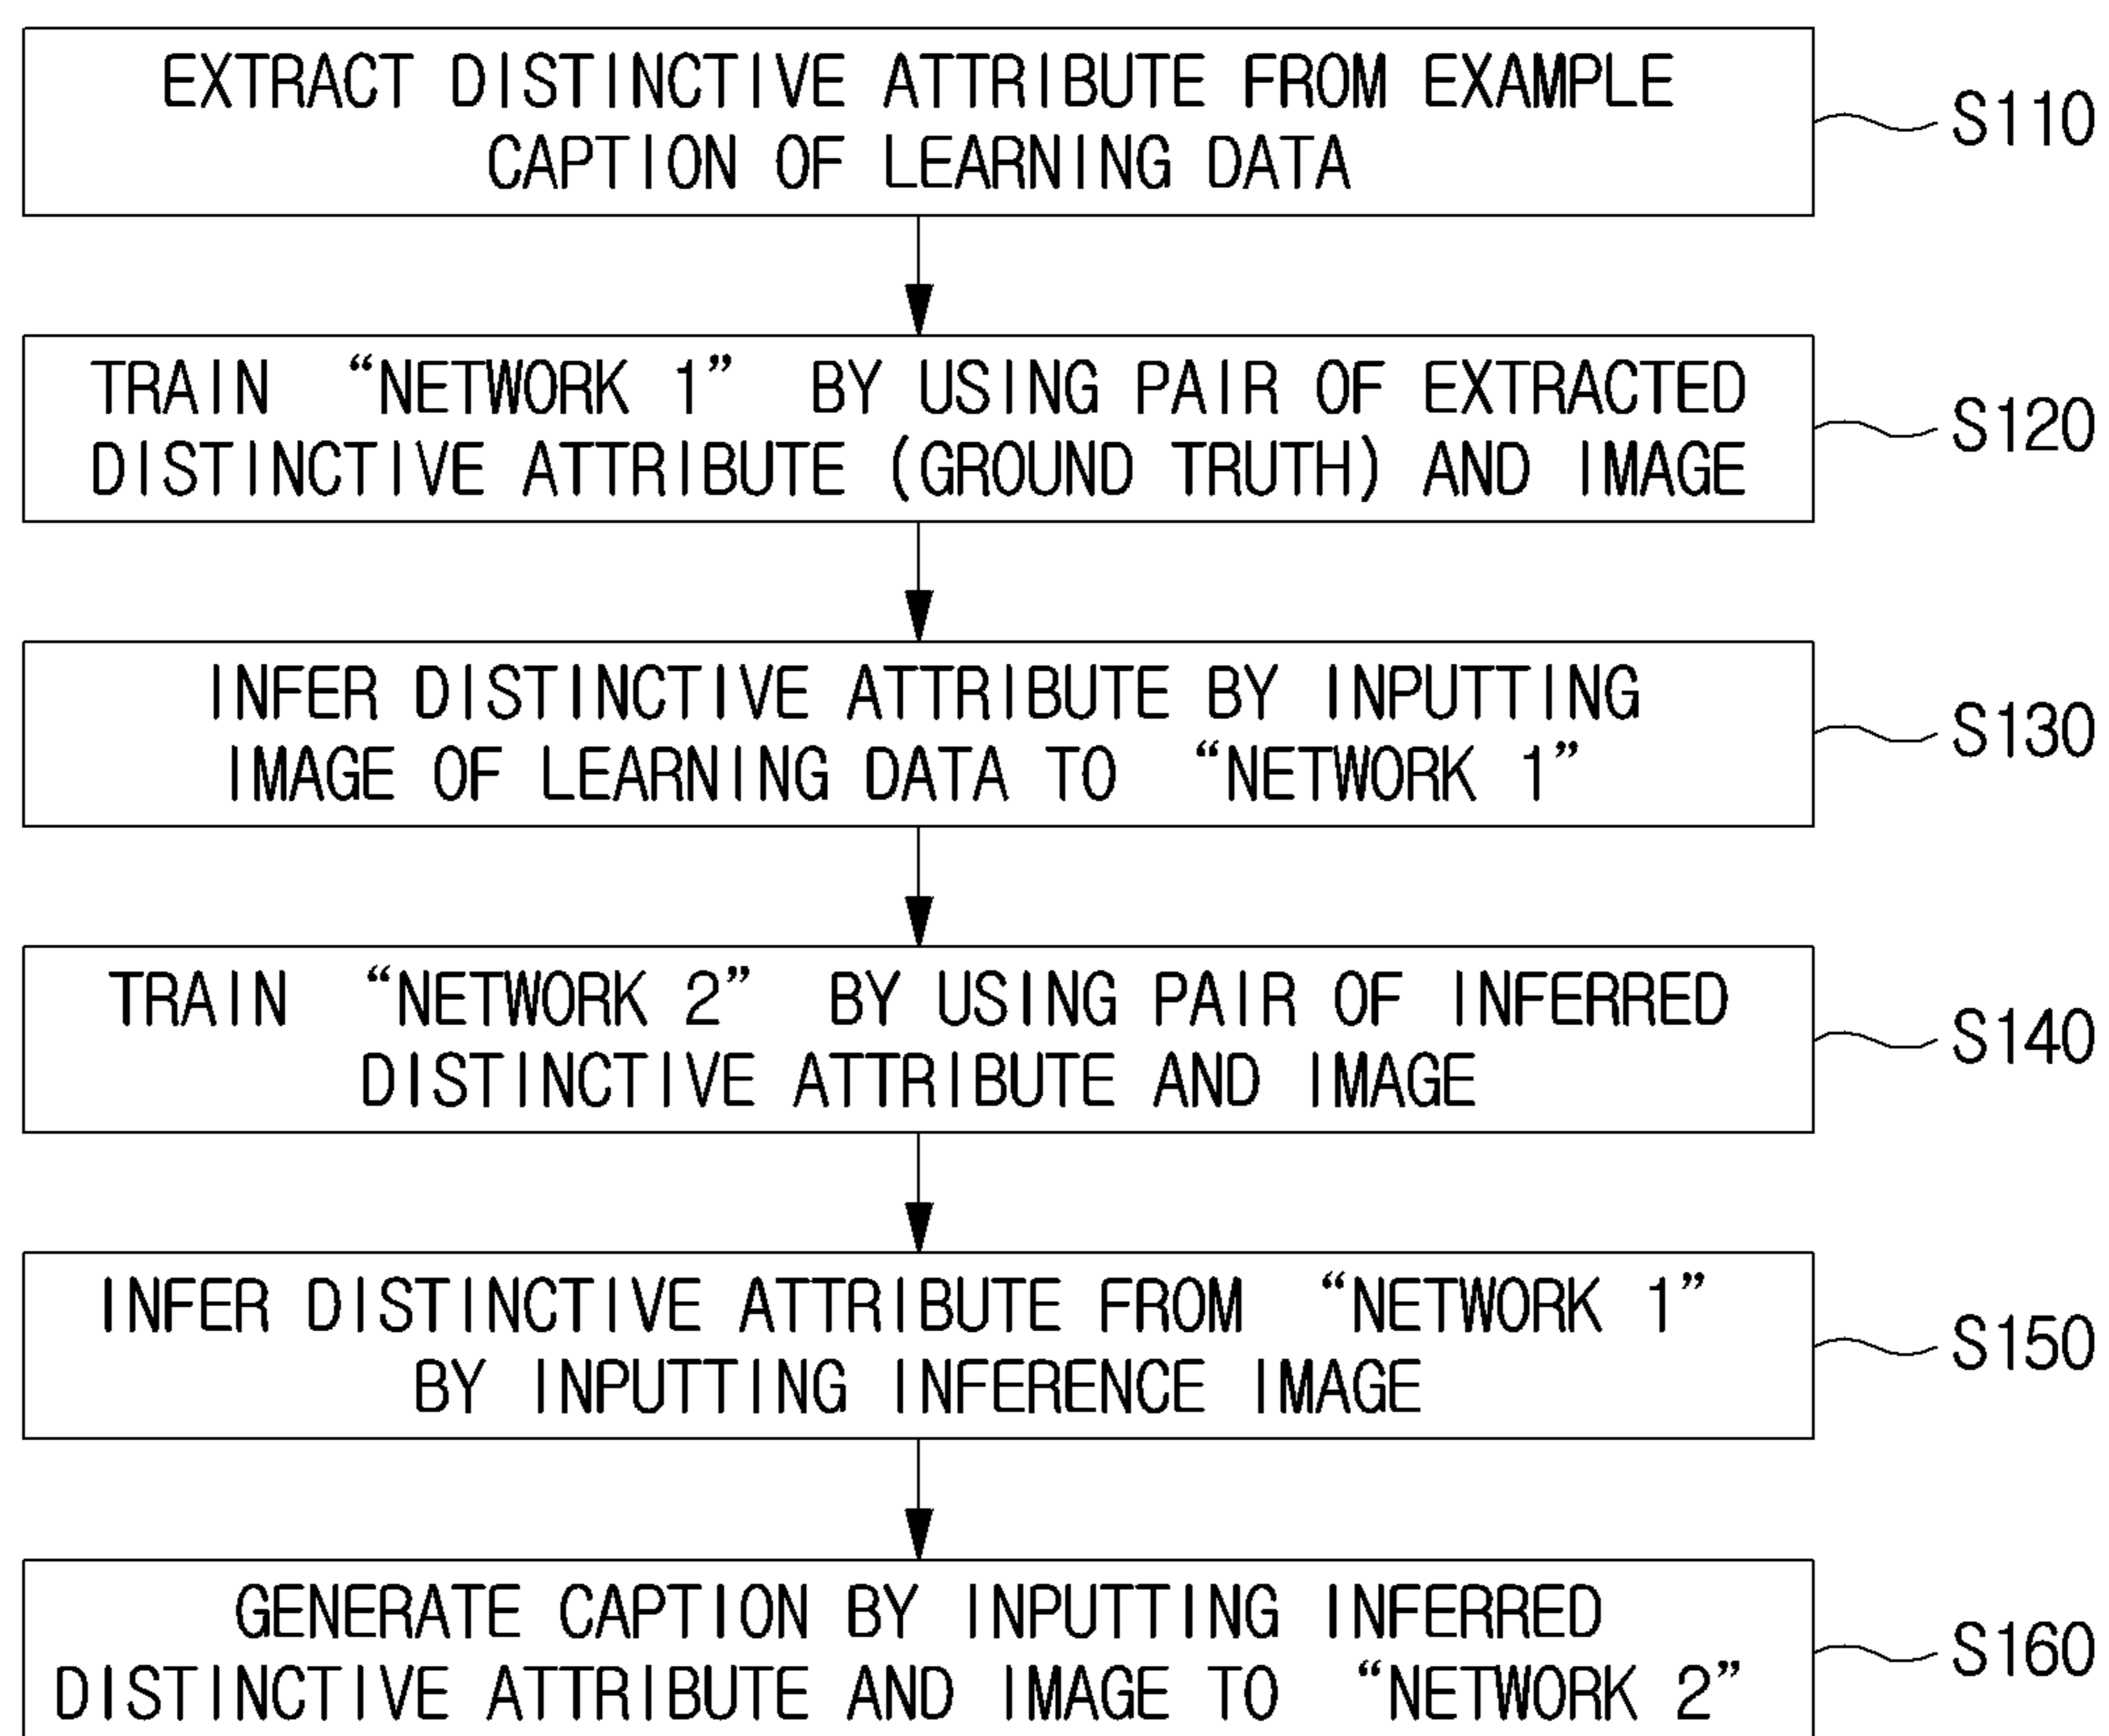 EXTRACT DISTINCTIVE ATTRIBUTE FROM EXAMPLE
CAPTION OF LEARNING DATA
S110
TRAIN “NETWORK 1” BY USING PAIR OF EXTRACTED
DISTINCTIVE ATTRIBUTE (GROUND TRUTH) AND IMAGE
S120
INFER DISTINCTIVE ATTRIBUTE BY INPUTTING
IMAGE OF LEARNING DATA TO “NETWORK 1”
S130
TRAIN “NETWORK 2” BY USING PAIR OF INFERRED
DISTINCTIVE ATTRIBUTE AND IMAGE
S140
INFER DISTINCTIVE ATTRIBUTE FROM “NETWORK 1”
BY INPUTTING INFERENCE IMAGE
S150
GENERATE CAPTION BY INPUTTING INFERRED
DISTINCTIVE ATTRIBUTE AND IMAGE TO “NETWORK 2”
S160